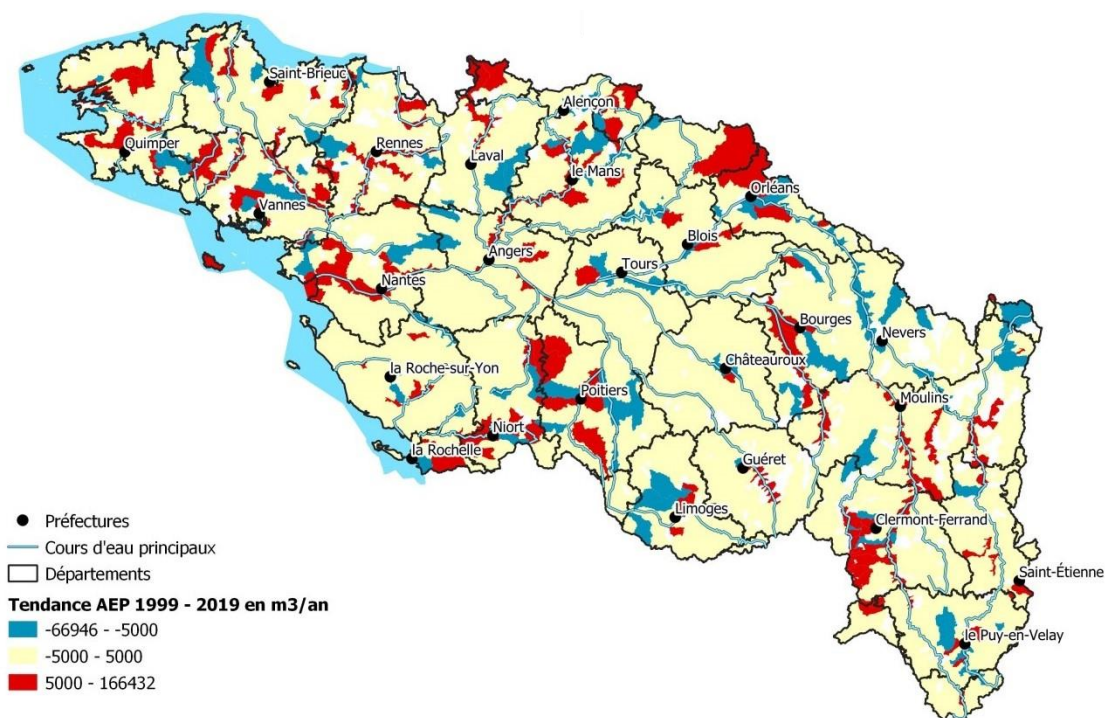 Saint-Brieuc
Alençon
Quimper
Rennes
Laval
le Mans
Orléans
Vannes
Blois
Angers
Tours
Nantes
Bourges
Nevers
Châteauroux
la Roche-sur-Yon
Poitiers
Moulins
Niort
la Rochelle
Guéret
Limoges
Clermont-Ferrand
Saint-Étienne
le Puy-en-Velay
Préfectures
Cours d'eau principaux
Départements
Tendance AEP 1999 - 2019 en m3/an
-66946 - -5000
-5000 - 5000
5000 - 166432